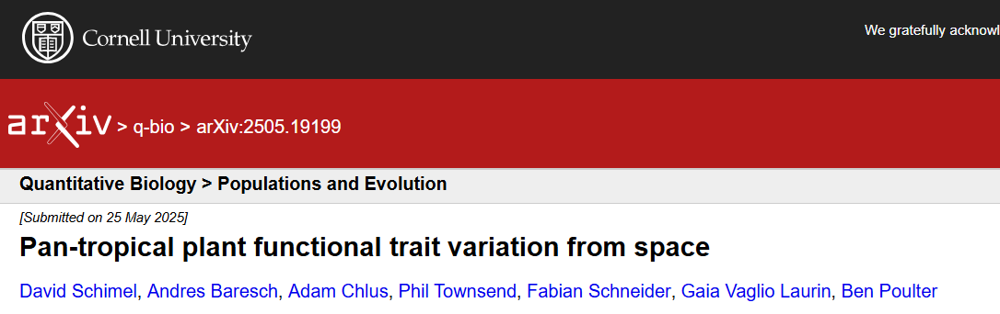 Cornell University
We gratefully acknowl
arXiv > q-bio > arXiv:2505.19199
Quantitative Biology > Populations and Evolution
[Submitted on 25 May 2025]
Pan-tropical plant functional trait variation from space
David Schimel, Andres Baresch, Adam Chlus, Phil Townsend, Fabian Schneider, Gaia Vaglio Laurin, Ben Poulter